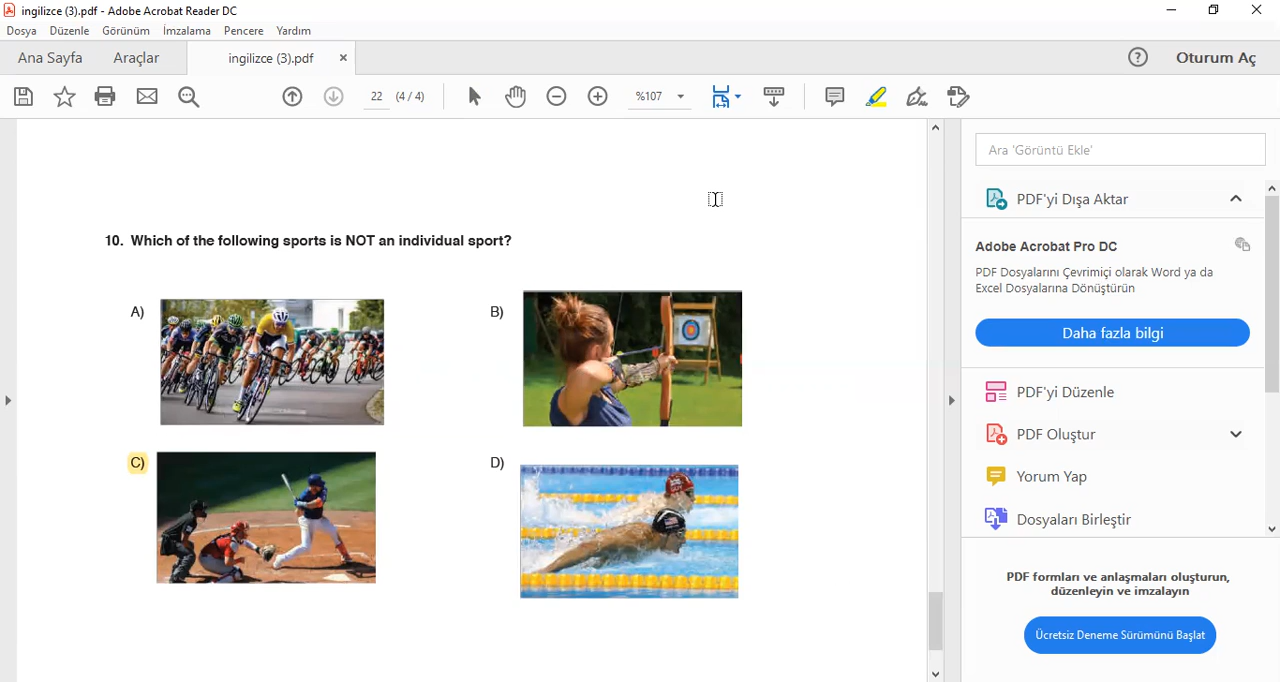 ingilizce (3).pdf - Adobe Acrobat Reader DC
Dosya Düzenle Görünüm İmzalama Pencere Yardım
Ana Sayfa Araçlar ingilizce (3).pdf × ? Oturum Aç
22 (4 / 4) %107
10. Which of the following sports is NOT an individual sport?
A)
B)
C)
D)
Ara 'Görüntü Ekle'
PDF'yi Dışa Aktar
Adobe Acrobat Pro DC
PDF Dosyalarını Çevrimiçi olarak Word ya da
Excel Dosyalarına Dönüştürün
Daha fazla bilgi
PDF'yi Düzenle
PDF Oluştur
Yorum Yap
Dosyaları Birleştir
PDF formları ve anlaşmaları oluşturun,
düzenleyin ve imzalayın
Ücretsiz Deneme Sürümünü Başlat